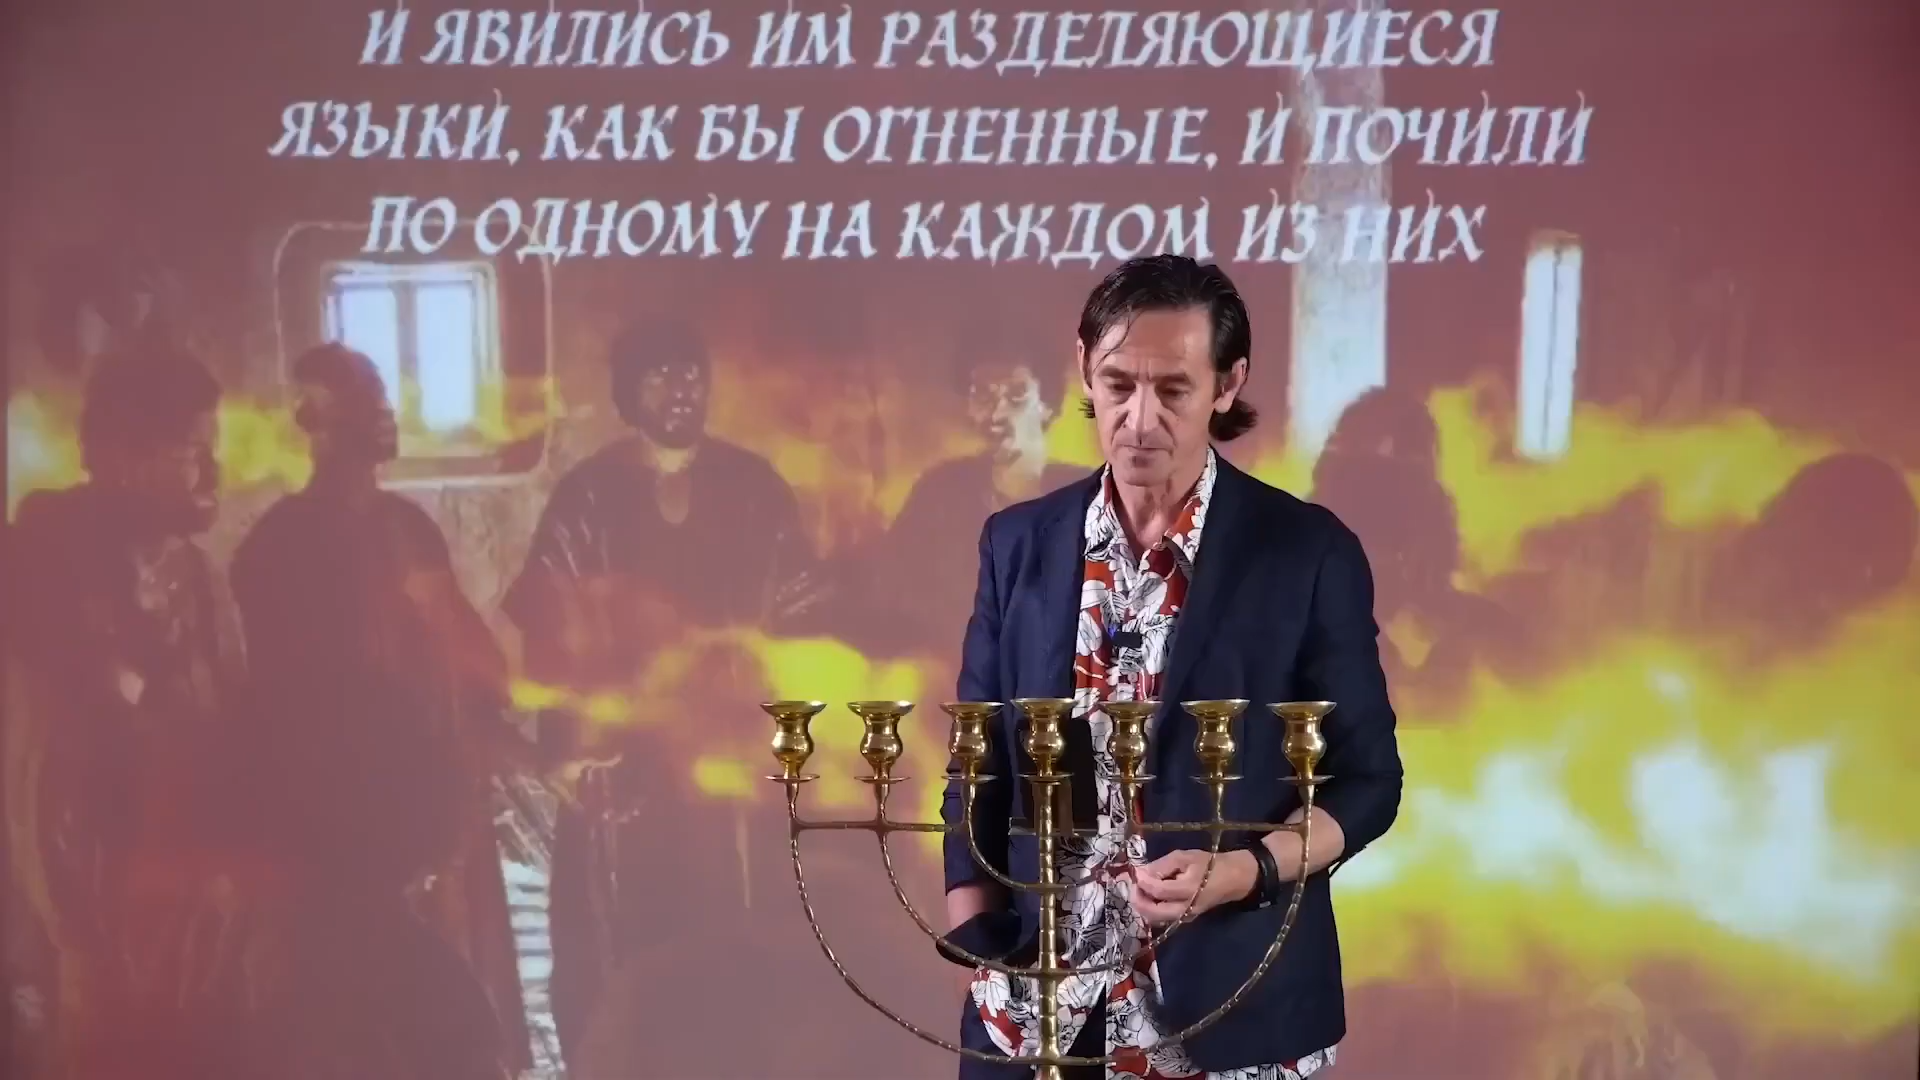 И ЯВИЛИСЬ ИМ РАЗДЕЛЯЮЩИЕСЯ
ЯЗЫКИ, КАК БЫ ОГНЕННЫЕ, И ПОЧИЛИ
ПО ОДНОМУ НА КАЖДОМ ИЗ НИХ